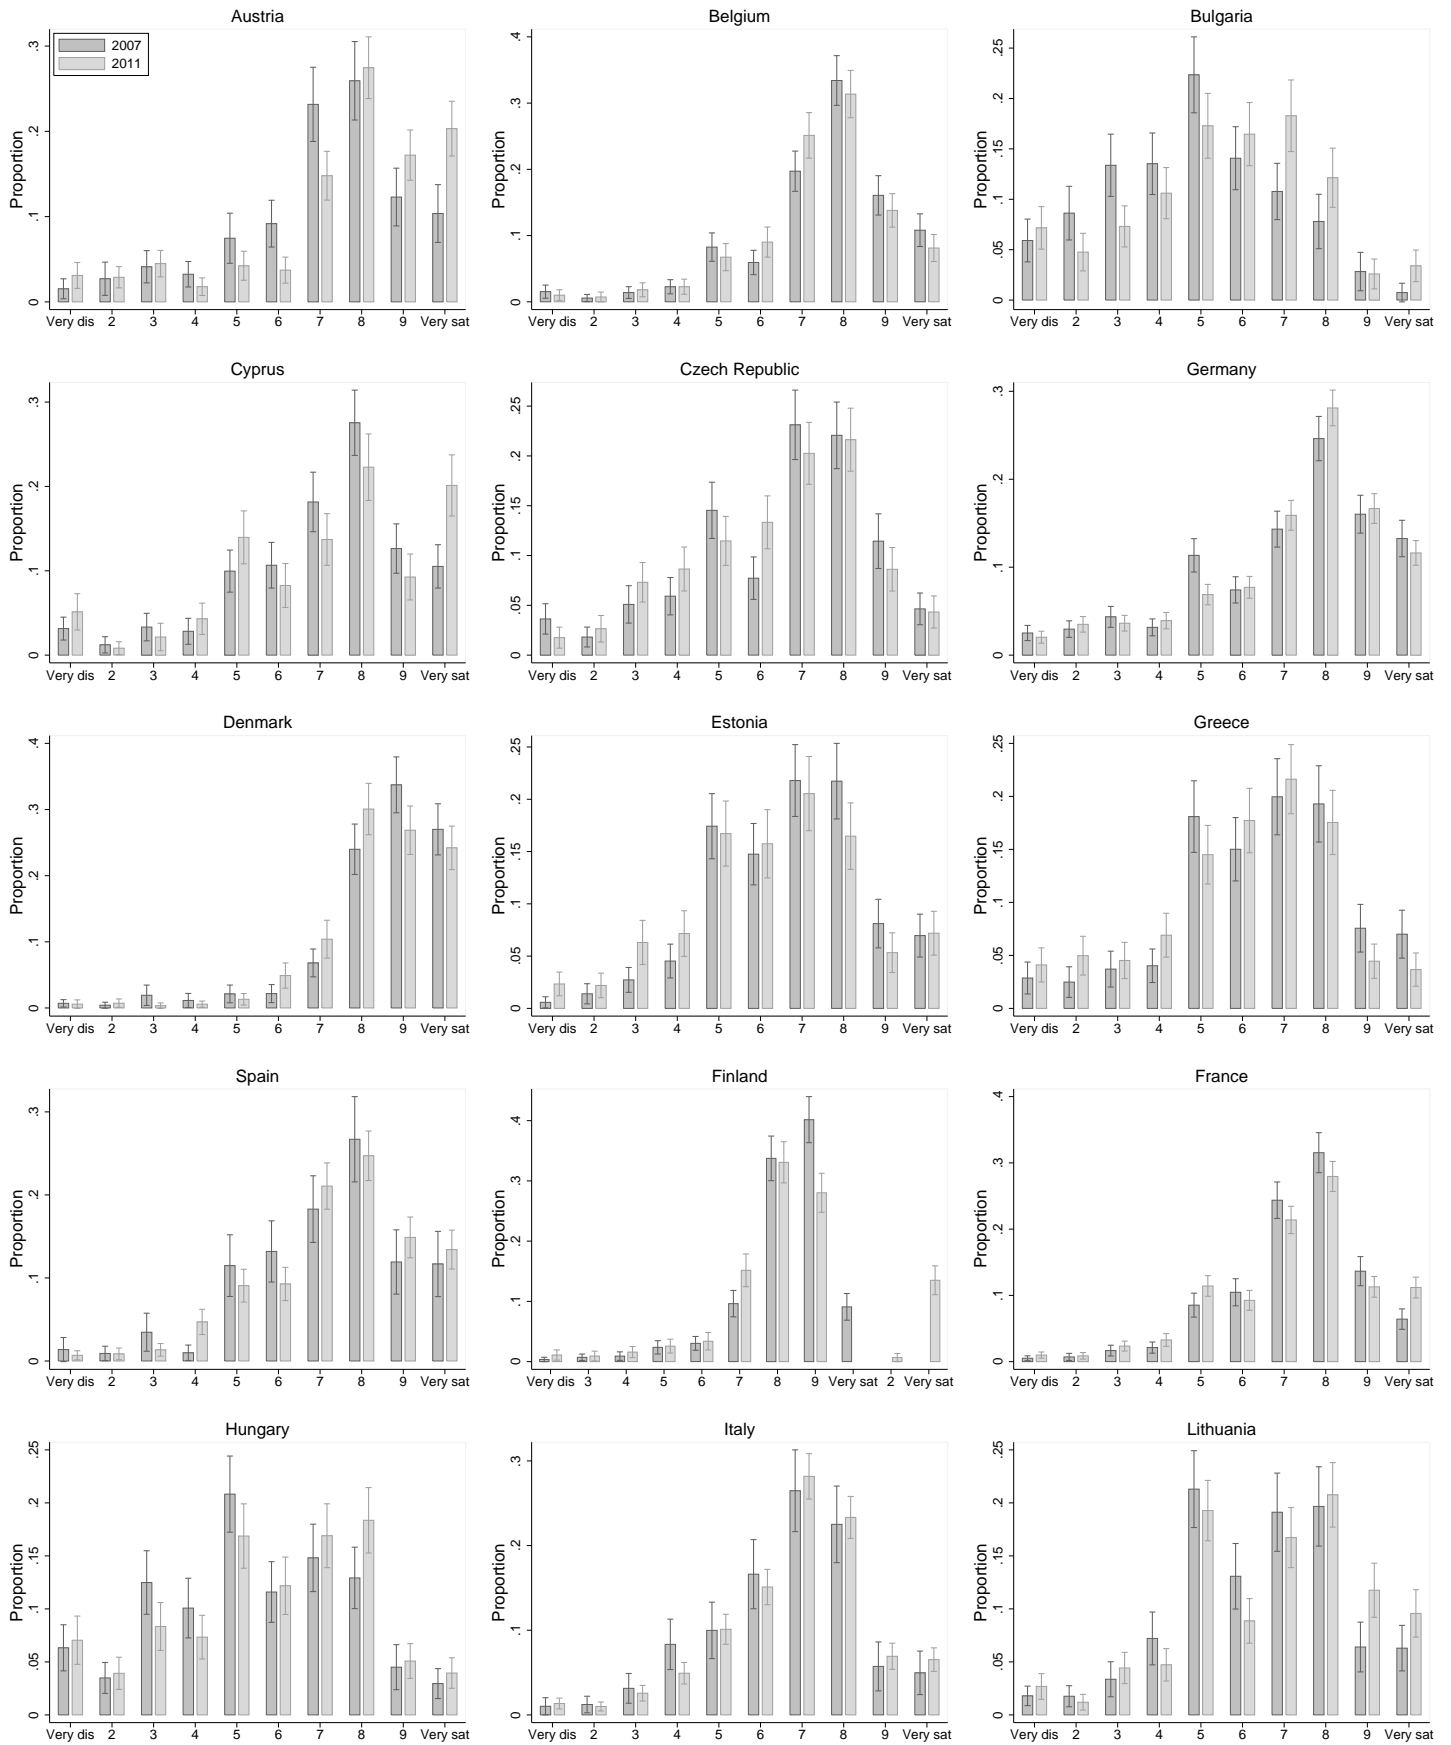 Austria
2007
2011
Proportion
0 .1 .2 .3
Very dis 2 3 4 5 6 7 8 9 Very sat
Belgium
Proportion
0 .1 .2 .3 .4
Very dis 2 3 4 5 6 7 8 9 Very sat
Bulgaria
Proportion
0 .05 .1 .15 .2 .25
Very dis 2 3 4 5 6 7 8 9 Very sat
Cyprus
Proportion
0 .1 .2 .3
Very dis 2 3 4 5 6 7 8 9 Very sat
Czech Republic
Proportion
0 .05 .1 .15 .2 .25
Very dis 2 3 4 5 6 7 8 9 Very sat
Germany
Proportion
0 .1 .2 .3
Very dis 2 3 4 5 6 7 8 9 Very sat
Denmark
Proportion
0 .1 .2 .3 .4
Very dis 2 3 4 5 6 7 8 9 Very sat
Estonia
Proportion
0 .05 .1 .15 .2 .25
Very dis 2 3 4 5 6 7 8 9 Very sat
Greece
Proportion
0 .05 .1 .15 .2 .25
Very dis 2 3 4 5 6 7 8 9 Very sat
Spain
Proportion
0 .1 .2 .3
Very dis 2 3 4 5 6 7 8 9 Very sat
Finland
Proportion
0 .1 .2 .3 .4
Very dis 3 4 5 6 7 8 9 Very sat 2 Very sat
France
Proportion
0 .1 .2 .3 .4
Very dis 2 3 4 5 6 7 8 9 Very sat
Hungary
Proportion
0 .05 .1 .15 .2 .25
Very dis 2 3 4 5 6 7 8 9 Very sat
Italy
Proportion
0 .1 .2 .3
Very dis 2 3 4 5 6 7 8 9 Very sat
Lithuania
Proportion
0 .05 .1 .15 .2 .25
Very dis 2 3 4 5 6 7 8 9 Very sat